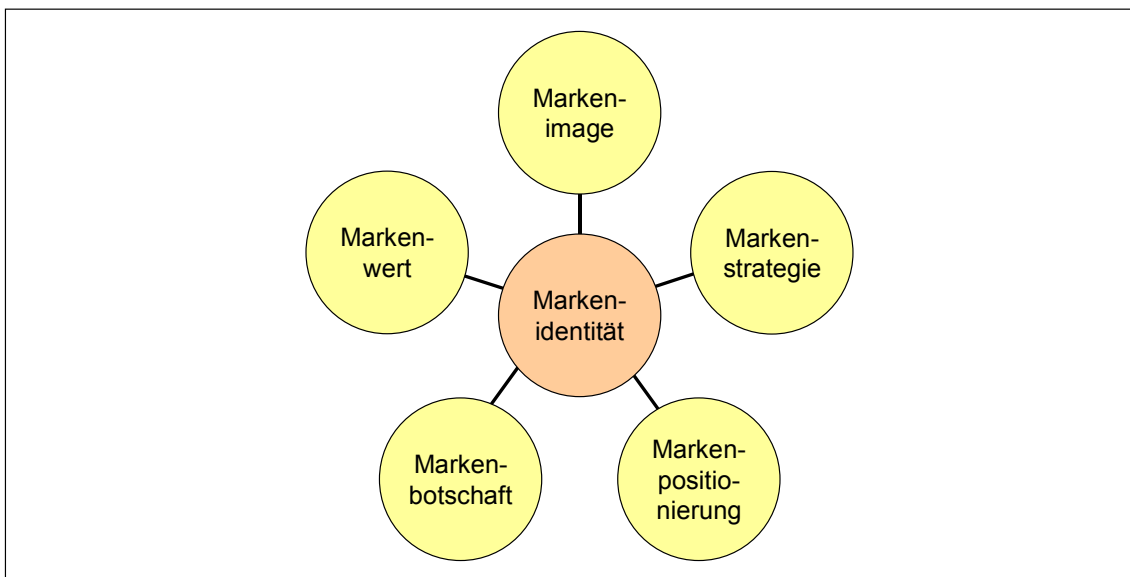 Marken-
image
Marken-
wert
Marken-
strategie
Marken-
identität
Marken-
botschaft
Marken-
positio-
nierung